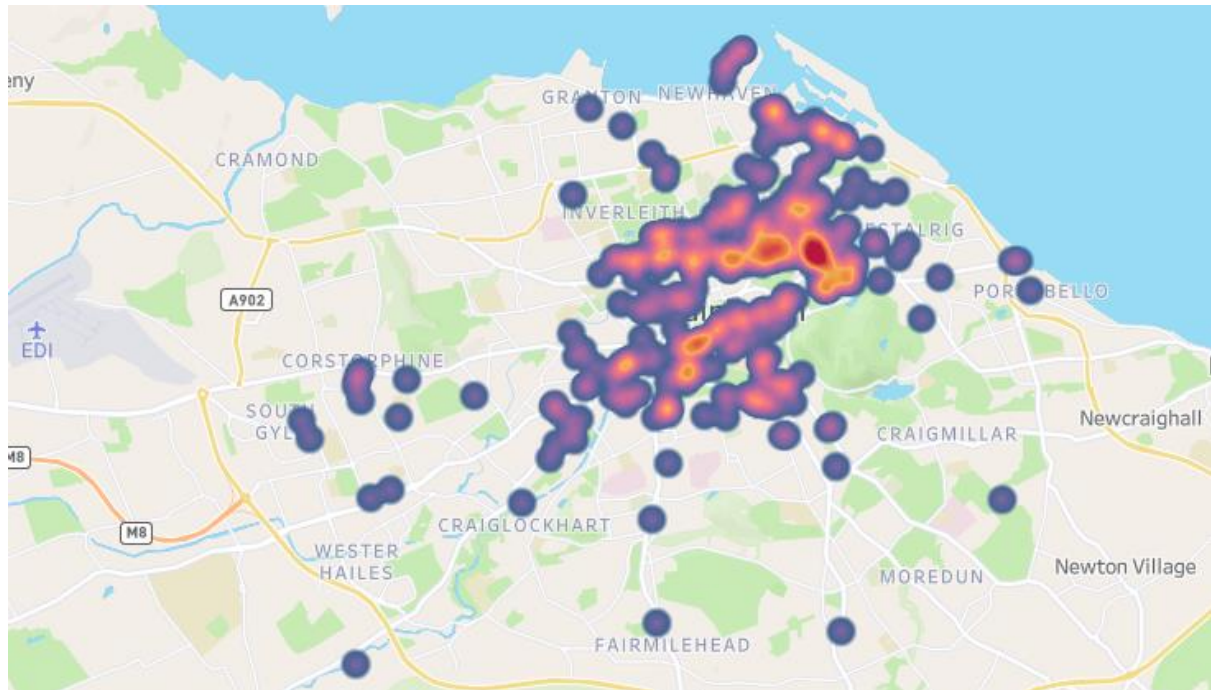 eny
GRANTON
NEWHAVEN
CRAMOND
INVERLEITH
ESTALRIG
A902
PORTOBELLO
EDI
CORSTORPHINE
SOUTH
GYL
Newcraighall
CRAIGMILLAR
M8
M8
CRAIGLOCKHART
WESTER
HAILES
MOREDUN
Newton Village
FAIRMILEHEAD